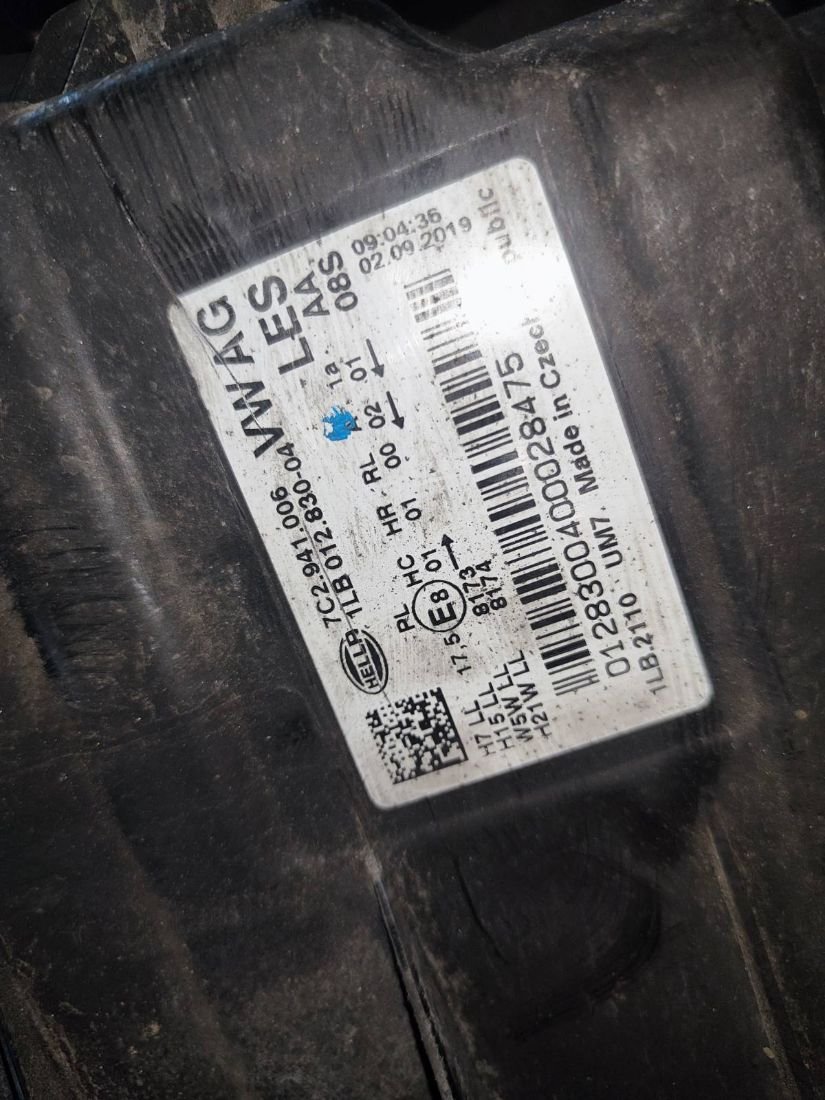 7C2.941.006 VW AG
HELLA 1LB 012.830-04 LES
RL HR RL A 1a. AA
E8 HC 01 00 02 01 08S
01
17,5
8173
8174
09:04:36
02.09.2019
H7 LL
H15 LL
W5W LL
H21W LL
01283004000028475
1LB.2110 UM7. Made in Czech public